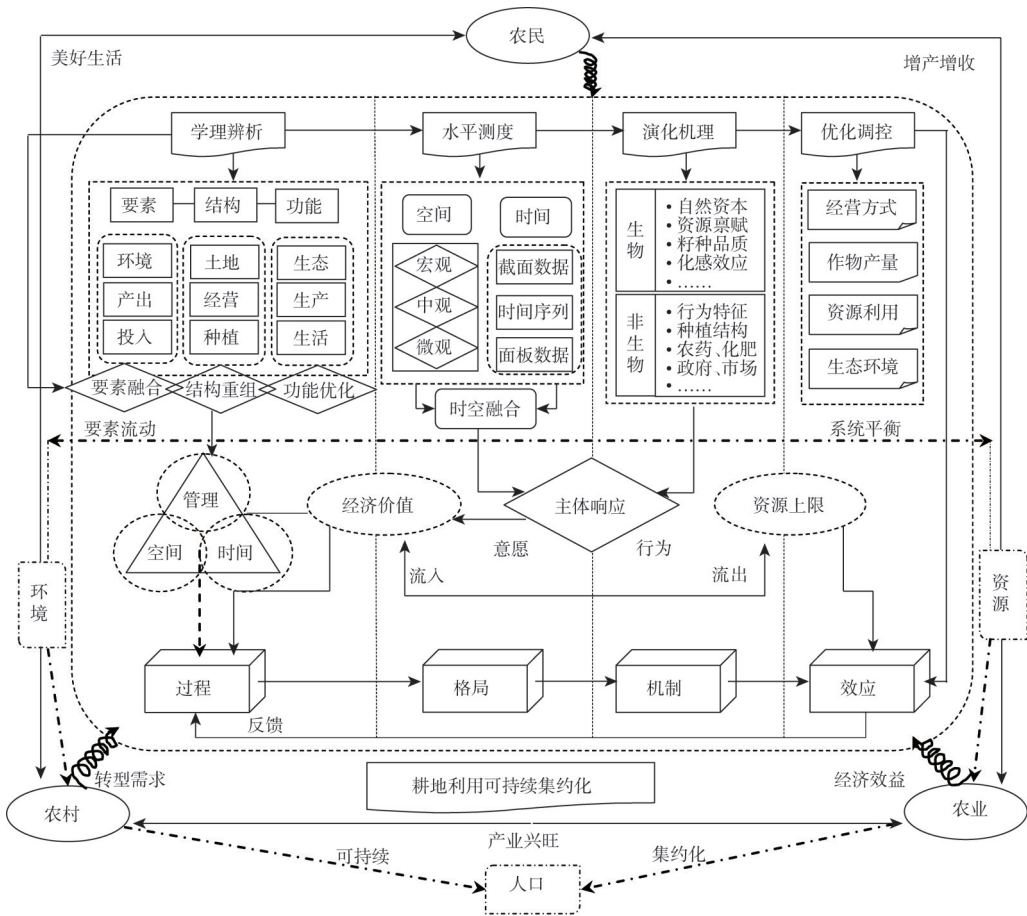 农民
美好生活
增产增收
学理辨析
水平测度
演化机理
优化调控
要素
结构
功能
环境
产出
投入
土地
经营
种植
生态
生产
生活
要素融合
结构重组
功能优化
空间
时间
宏观
中观
微观
截面数据
时间序列
面板数据
时空融合
生物
• 自然资本
• 资源禀赋
• 籽种品质
• 化感效应
• ……
非生物
• 行为特征
• 种植结构
• 农药、化肥
• 政府、市场
• ……
经营方式
作物产量
资源利用
生态环境
要素流动
系统平衡
管理
空间
时间
经济价值
主体响应
资源上限
意愿
行为
流入
流出
环境
资源
过程
格局
机制
效应
反馈
转型需求
经济效益
耕地利用可持续集约化
农村
农业
产业兴旺
可持续
集约化
人口